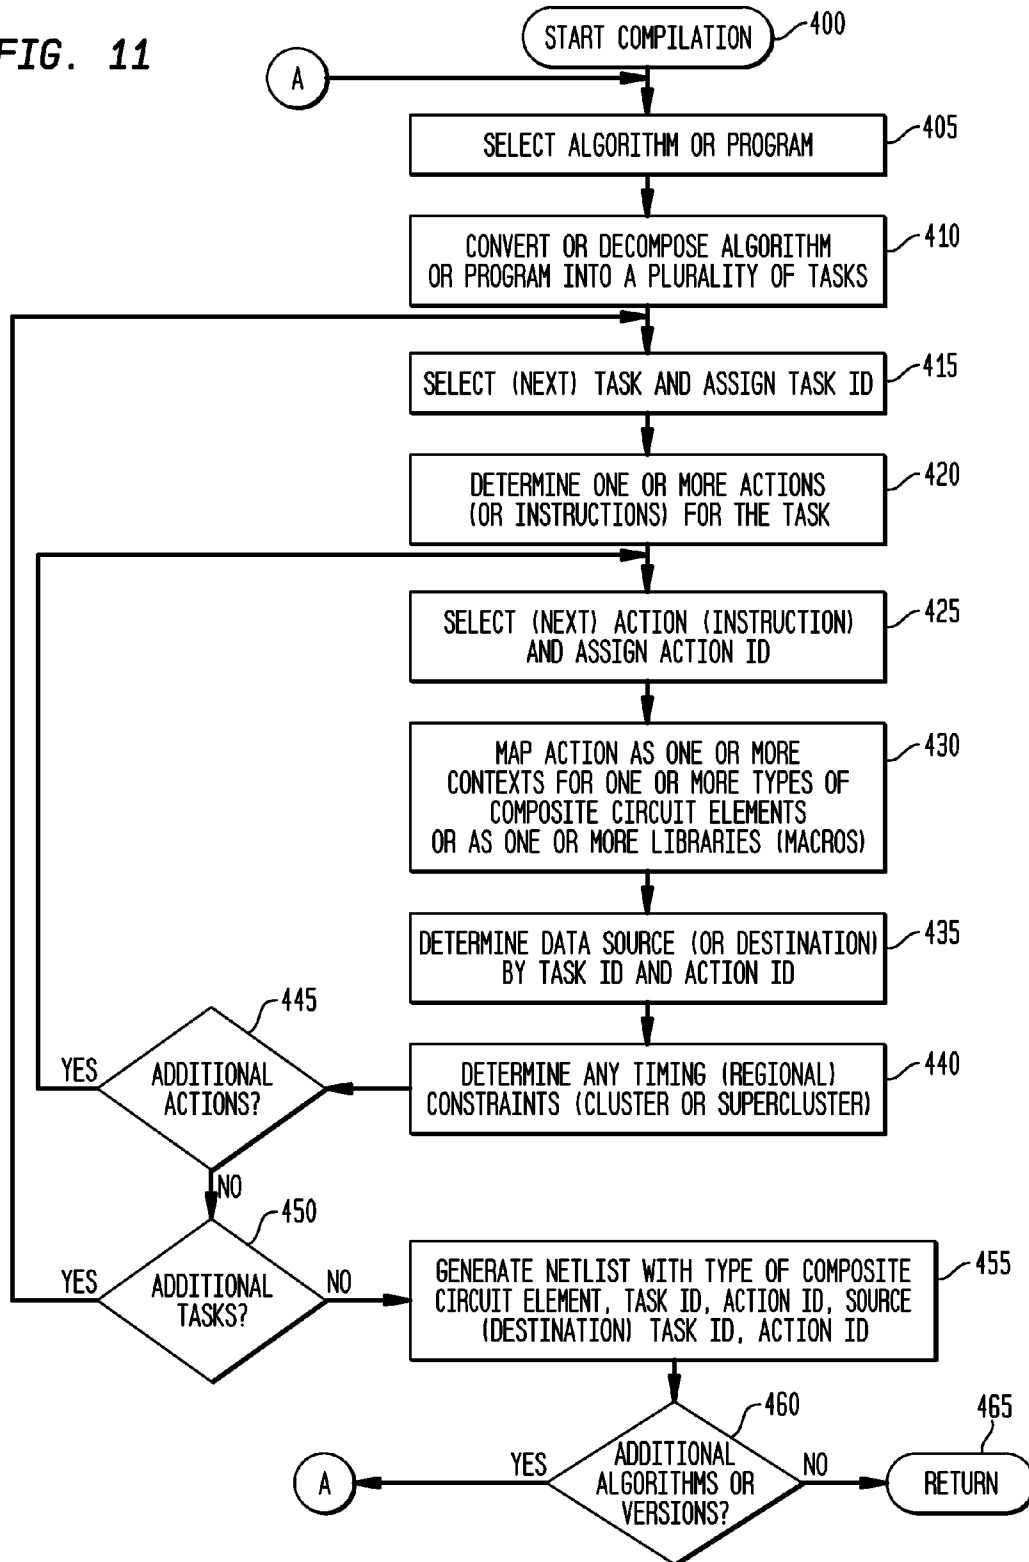 FIG. 11
START COMPILATION
400
A
SELECT ALGORITHM OR PROGRAM
405
CONVERT OR DECOMPOSE ALGORITHM
OR PROGRAM INTO A PLURALITY OF TASKS
410
SELECT (NEXT) TASK AND ASSIGN TASK ID
415
DETERMINE ONE OR MORE ACTIONS
(OR INSTRUCTIONS) FOR THE TASK
420
SELECT (NEXT) ACTION (INSTRUCTION)
AND ASSIGN ACTION ID
425
MAP ACTION AS ONE OR MORE
CONTEXTS FOR ONE OR MORE TYPES OF
COMPOSITE CIRCUIT ELEMENTS
OR AS ONE OR MORE LIBRARIES (MACROS)
430
DETERMINE DATA SOURCE (OR DESTINATION)
BY TASK ID AND ACTION ID
435
DETERMINE ANY TIMING (REGIONAL)
CONSTRAINTS (CLUSTER OR SUPERCLUSTER)
440
445
YES
ADDITIONAL
ACTIONS?
NO
450
YES
ADDITIONAL
TASKS?
NO
GENERATE NETLIST WITH TYPE OF COMPOSITE
CIRCUIT ELEMENT, TASK ID, ACTION ID, SOURCE
(DESTINATION) TASK ID, ACTION ID
455
460
A
YES
ADDITIONAL
ALGORITHMS OR
VERSIONS?
NO
465
RETURN